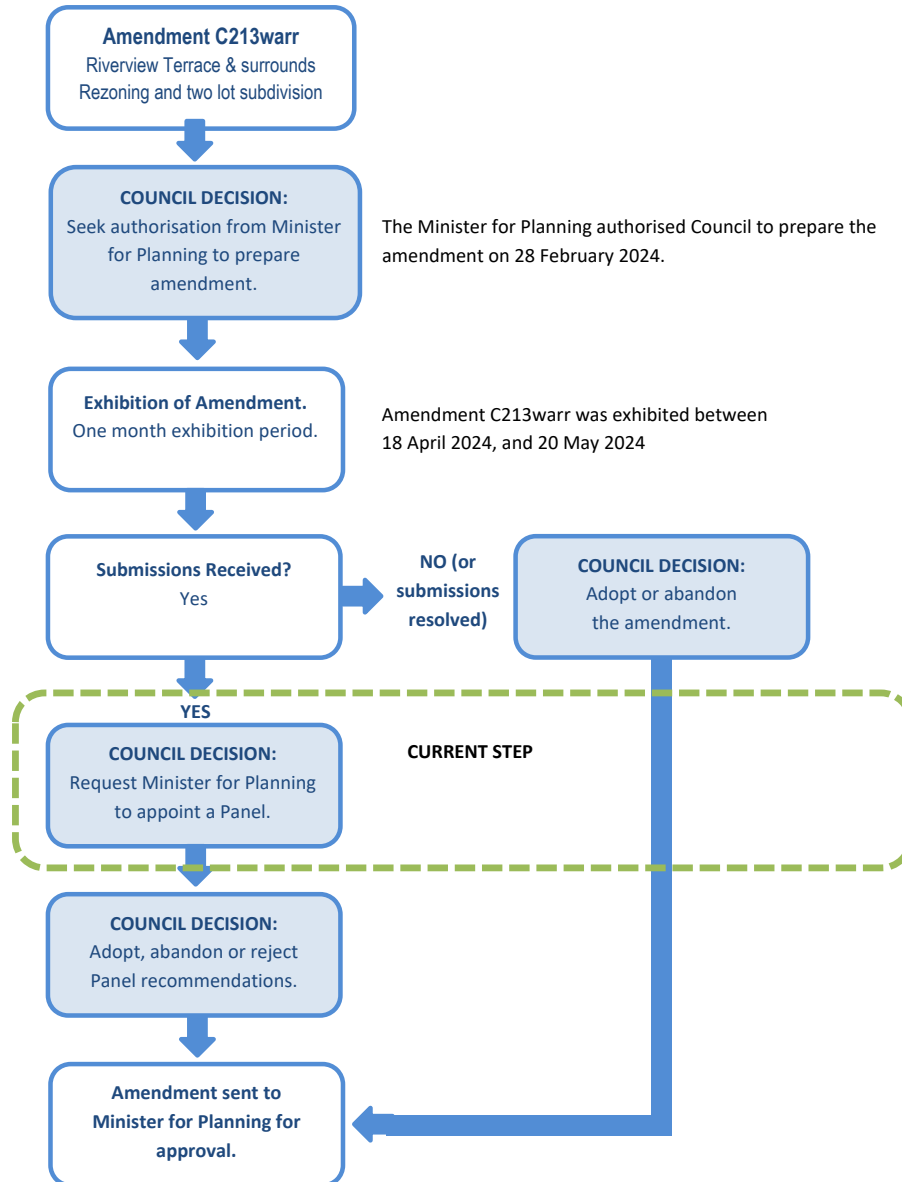 Amendment C213warr
Riverview Terrace & surrounds
Rezoning and two lot subdivision
COUNCIL DECISION:
Seek authorisation from Minister
for Planning to prepare
amendment.
The Minister for Planning authorised Council to prepare the
amendment on 28 February 2024.
Exhibition of Amendment.
One month exhibition period.
Amendment C213warr was exhibited between
18 April 2024, and 20 May 2024
Submissions Received?
Yes
NO (or
submissions
resolved)
COUNCIL DECISION:
Adopt or abandon
the amendment.
YES
COUNCIL DECISION:
Request Minister for Planning
to appoint a Panel.
CURRENT STEP
COUNCIL DECISION:
Adopt, abandon or reject
Panel recommendations.
Amendment sent to
Minister for Planning for
approval.